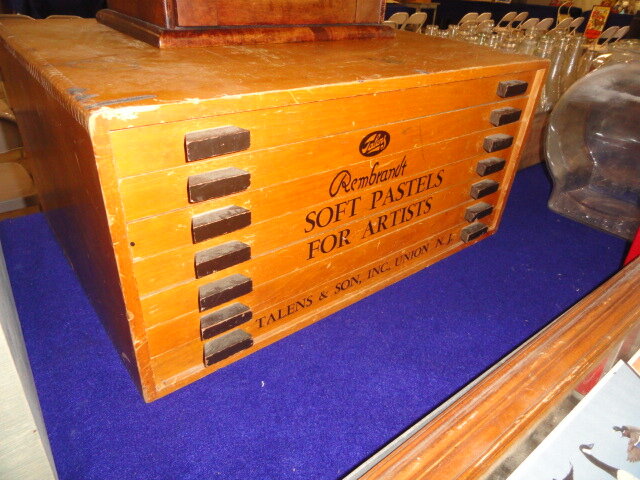 Talens
Rembrandt
SOFT PASTELS
FOR ARTISTS
TALENS & SON, INC. UNION N.J.